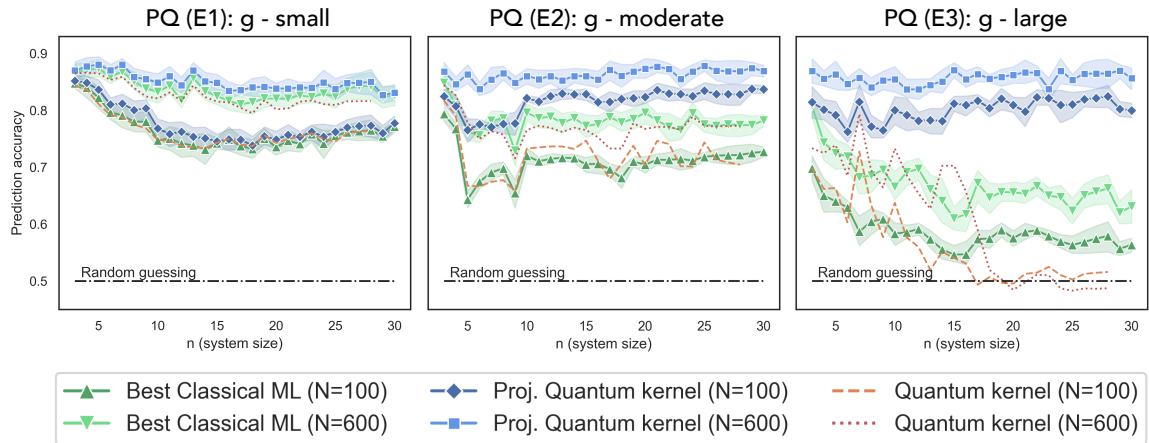 PQ (E1): g - small
PQ (E2): g - moderate
PQ (E3): g - large
Prediction accuracy
0.9
0.8
0.7
0.6
0.5
Random guessing
Random guessing
Random guessing
5 10 15 20 25 30
5 10 15 20 25 30
5 10 15 20 25 30
n (system size)
n (system size)
n (system size)
Best Classical ML (N=100)
Proj. Quantum kernel (N=100)
Quantum kernel (N=100)
Best Classical ML (N=600)
Proj. Quantum kernel (N=600)
Quantum kernel (N=600)